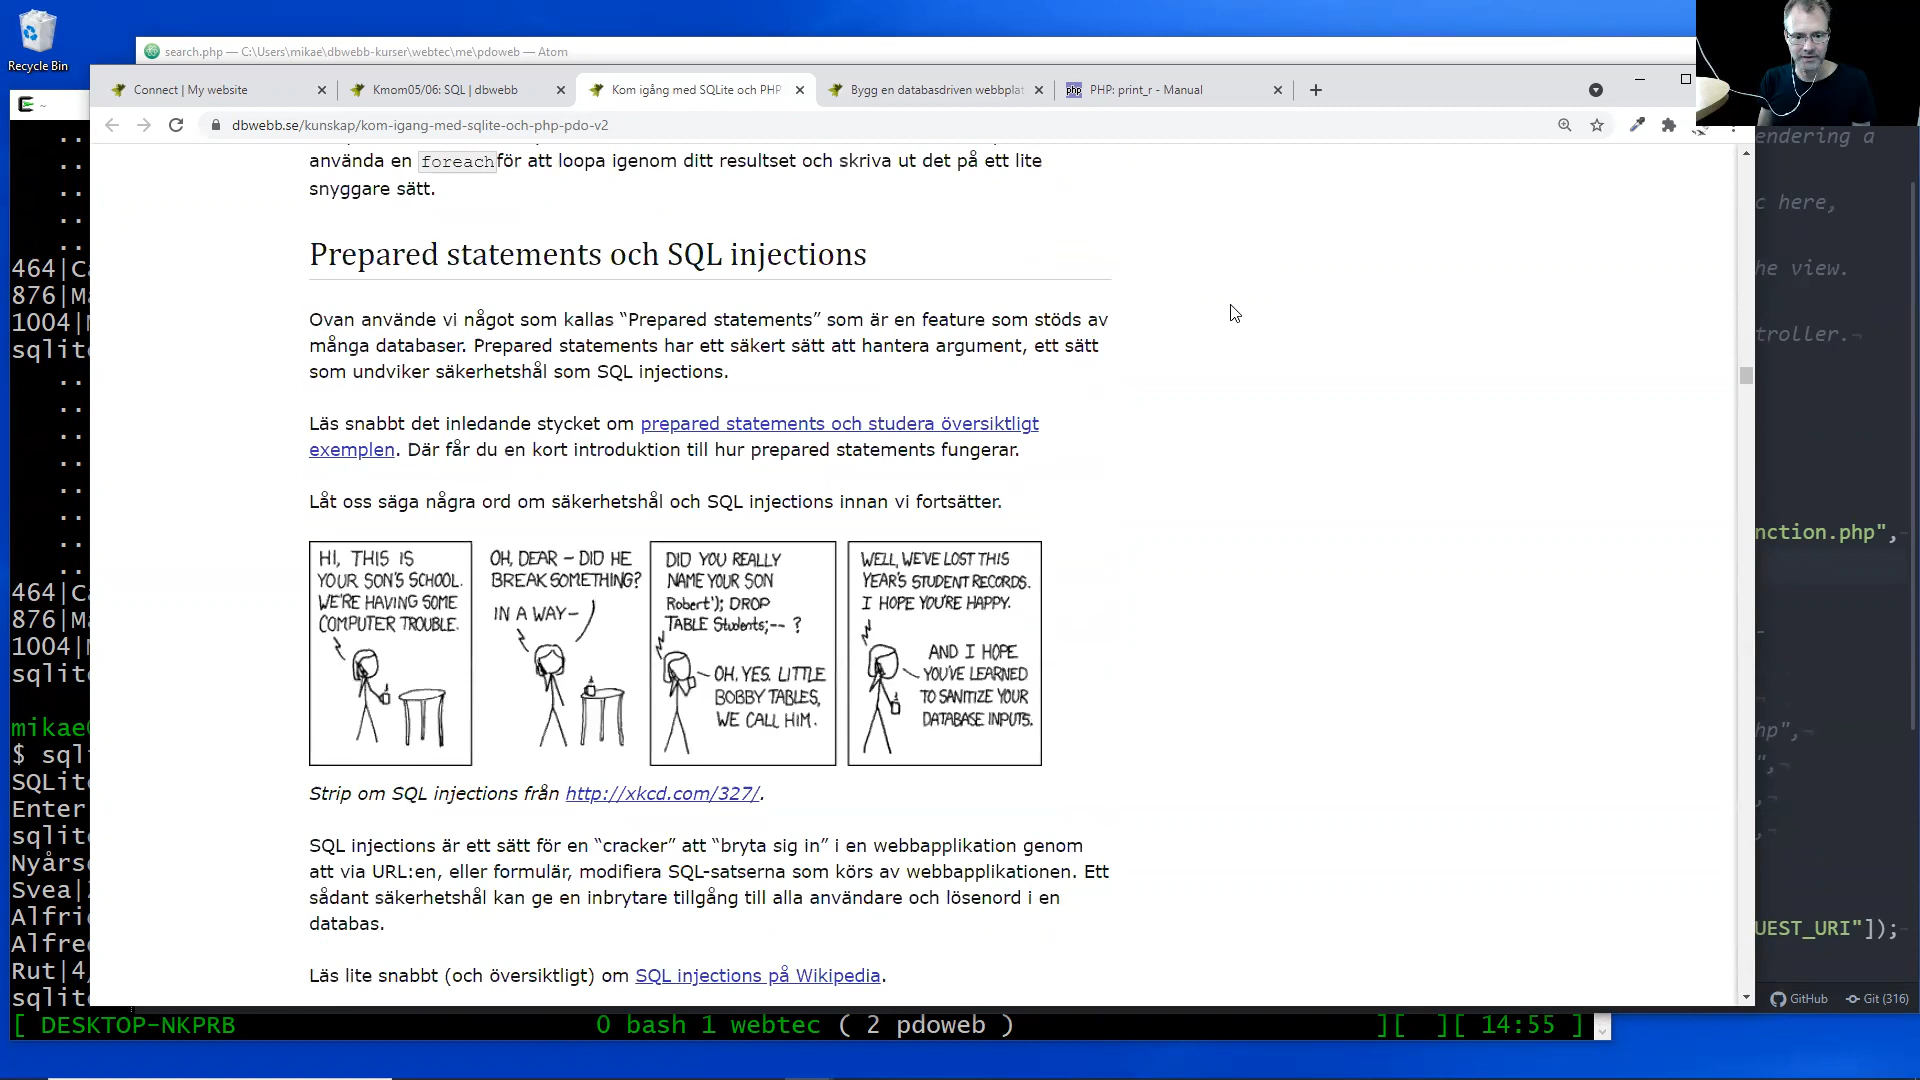 Recycle Bin
search.php — C:\Users\mikae\dbwebb-kurser\webtec\me\pdoweb — Atom
Connect | My website
Kmom05/06: SQL | dbwebb
Kom igång med SQLite och PHP
Bygg en databasdriven webbplat
PHP: print_r - Manual
dbwebb.se/kunskap/kom-igang-med-sqlite-och-php-pdo-v2
använda en foreach för att loopa igenom ditt resultset och skriva ut det på ett lite
snyggare sätt.
Prepared statements och SQL injections
Ovan använde vi något som kallas “Prepared statements” som är en feature som stöds av
många databaser. Prepared statements har ett säkert sätt att hantera argument, ett sätt
som undviker säkerhetshål som SQL injections.
Läs snabbt det inledande stycket om prepared statements och studera översiktligt
exemplen. Där får du en kort introduktion till hur prepared statements fungerar.
Låt oss säga några ord om säkerhetshål och SQL injections innan vi fortsätter.
HI, THIS IS
YOUR SON'S SCHOOL.
WE'RE HAVING SOME
COMPUTER TROUBLE.
OH, DEAR – DID HE
BREAK SOMETHING?
IN A WAY–
DID YOU REALLY
NAME YOUR SON
Robert'); DROP
TABLE Students;-- ?
OH, YES. LITTLE
BOBBY TABLES,
WE CALL HIM.
WELL, WE'VE LOST THIS
YEAR'S STUDENT RECORDS.
I HOPE YOU'RE HAPPY.
AND I HOPE
YOU'VE LEARNED
TO SANITIZE YOUR
DATABASE INPUTS.
Strip om SQL injections från http://xkcd.com/327/.
SQL injections är ett sätt för en “cracker” att “bryta sig in” i en webbapplikation genom
att via URL:en, eller formulär, modifiera SQL-satserna som körs av webbapplikationen. Ett
sådant säkerhetshål kan ge en inbrytare tillgång till alla användare och lösenord i en
databas.
Läs lite snabbt (och översiktligt) om SQL injections på Wikipedia.
464|Ca
876|Ma
1004|M
sqlite
464|Ca
876|Ma
1004|M
sqlite
mikae@
$ sqli
SQLite
Enter
sqlite
Nyårs
Svea|
Alfri
Alfre
Rut|4
sqlite
endering a
c here,
he view.
troller.
nction.php",
hp",
UEST_URI"]);
GitHub
Git (316)
[ DESKTOP-NKPRB
0 bash 1 webtec ( 2 pdoweb )
][ ][ 14:55 ]